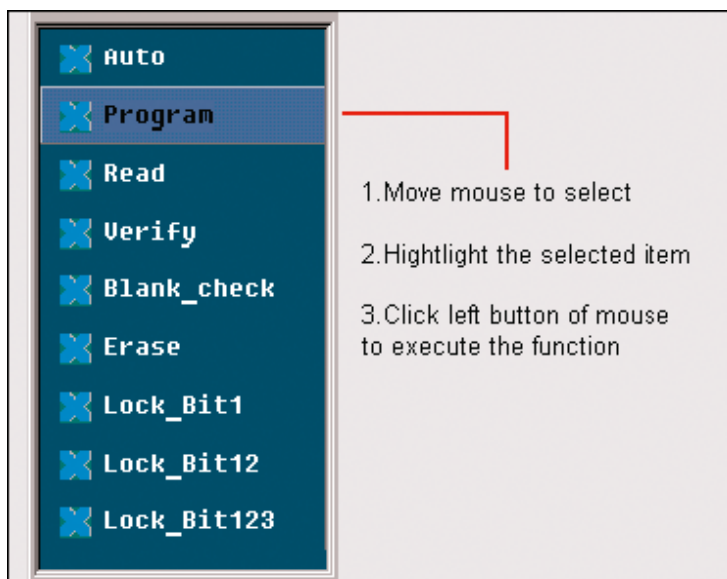 Auto
Program
Read
Verify
Blank_check
Erase
Lock_Bit1
Lock_Bit12
Lock_Bit123
1.Move mouse to select
2.Hightlight the selected item
3.Click left button of mouse
to execute the function